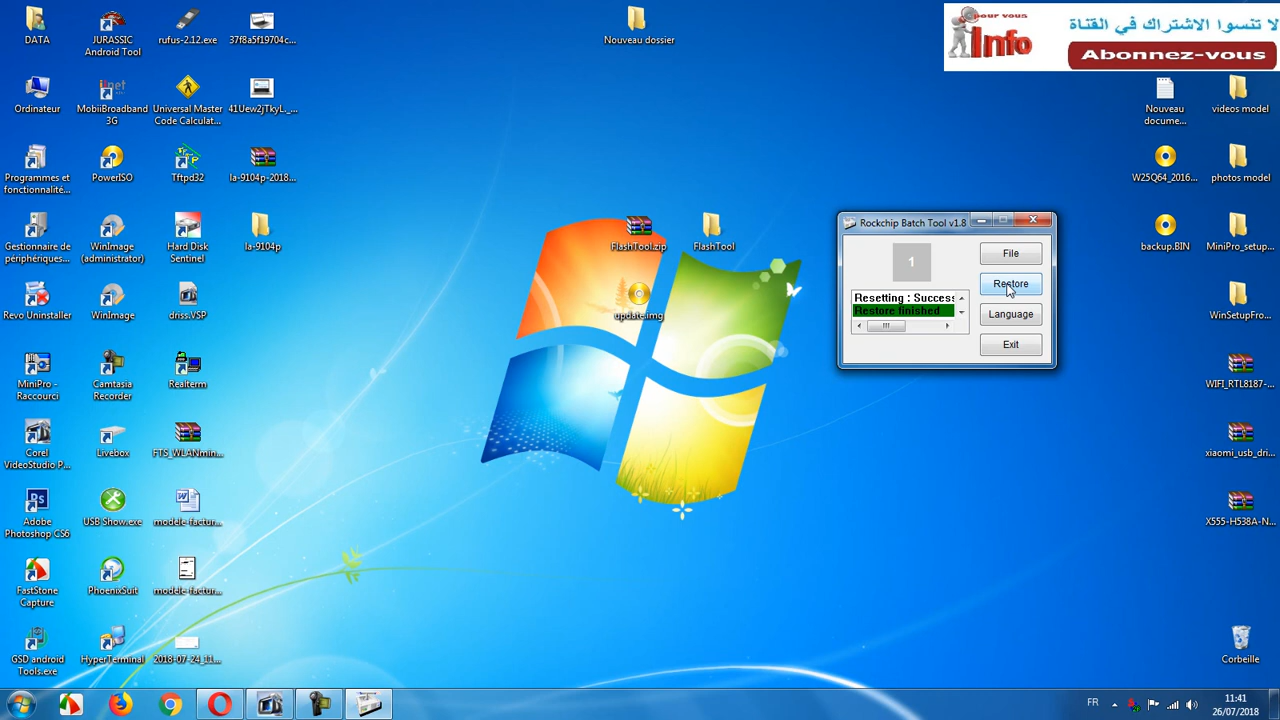 DATA
JURASSIC
Android Tool
rufus-2.12.exe
37f8a5f1970...
Nouveau dossier
pour vous
Info
لا تنسوا الاشتراك في القناة
Abonnez-vous
Ordinateur
MobilBroadband
3G
Universal Master
Code Calculat...
41Uew2jTkyL._...
Nouveau
docume...
videos model
Programmes et
fonctionnalité...
PowerISO
Tftpd32
la-9104p-2018...
W25Q64_2016...
photos model
Gestionnaire de
périphériques...
WinImage
(administrator)
Hard Disk
Sentinel
la-9104p
FlashTool.zip
FlashTool
backup.BIN
MiniPro_setup...
Rockchip Batch Tool v1.8
1
File
Restore
Language
Exit
Resetting : Success
Restore finished
Revo Uninstaller
WinImage
driss.VSP
update.img
WinSetupFro...
MiniPro -
Raccourci
Camtasia
Recorder
Realterm
WIFI_RTL8187-...
Corel
VideoStudio P...
Livebox
FTS_WLANmin...
xiaomi_usb_dri...
Adobe
Photoshop CS6
USB Show.exe
modele-factur...
X555-H538A-N...
FastStone
Capture
PhoenixSuit
modele-factur...
GSD android
Tools.exe
HyperTerminal
2018-07-24_11...
Corbeille
FR
11:41
26/07/2018